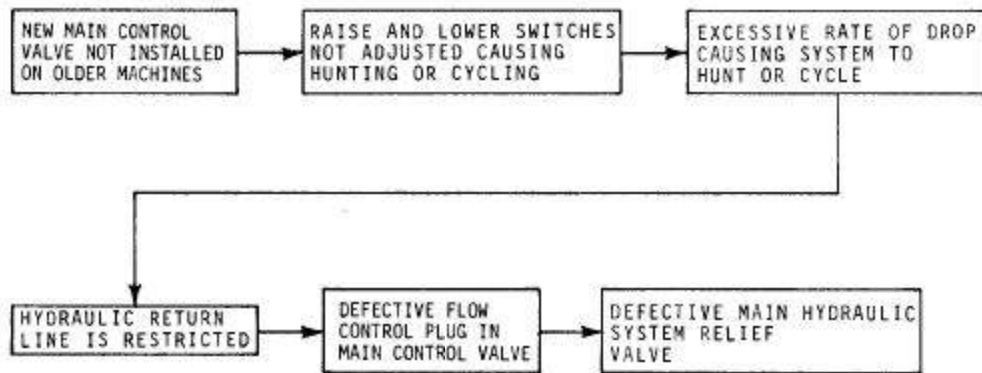 NEW MAIN CONTROL
VALVE NOT INSTALLED
ON OLDER MACHINES
RAISE AND LOWER SWITCHES
NOT ADJUSTED CAUSING
HUNTING OR CYCLING
EXCESSIVE RATE OF DROP
CAUSING SYSTEM TO
HUNT OR CYCLE
HYDRAULIC RETURN
LINE IS RESTRICTED
DEFECTIVE FLOW
CONTROL PLUG IN
MAIN CONTROL VALVE
DEFECTIVE MAIN HYDRAULIC
SYSTEM RELIEF
VALVE